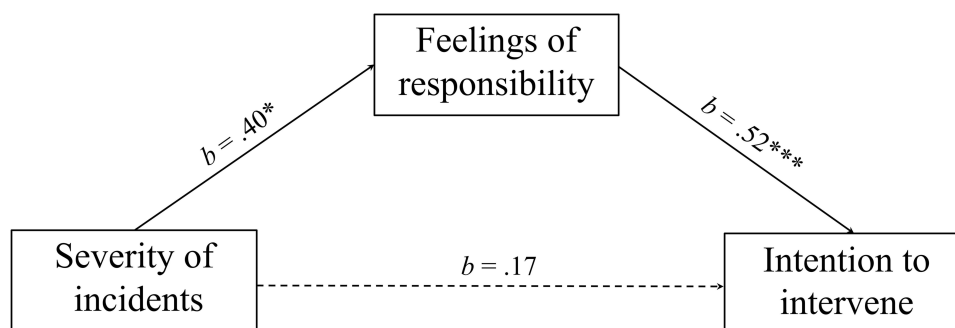 Feelings of
responsibility
b = .40*
b = .52***
Severity of
incidents
b = .17
Intention to
intervene